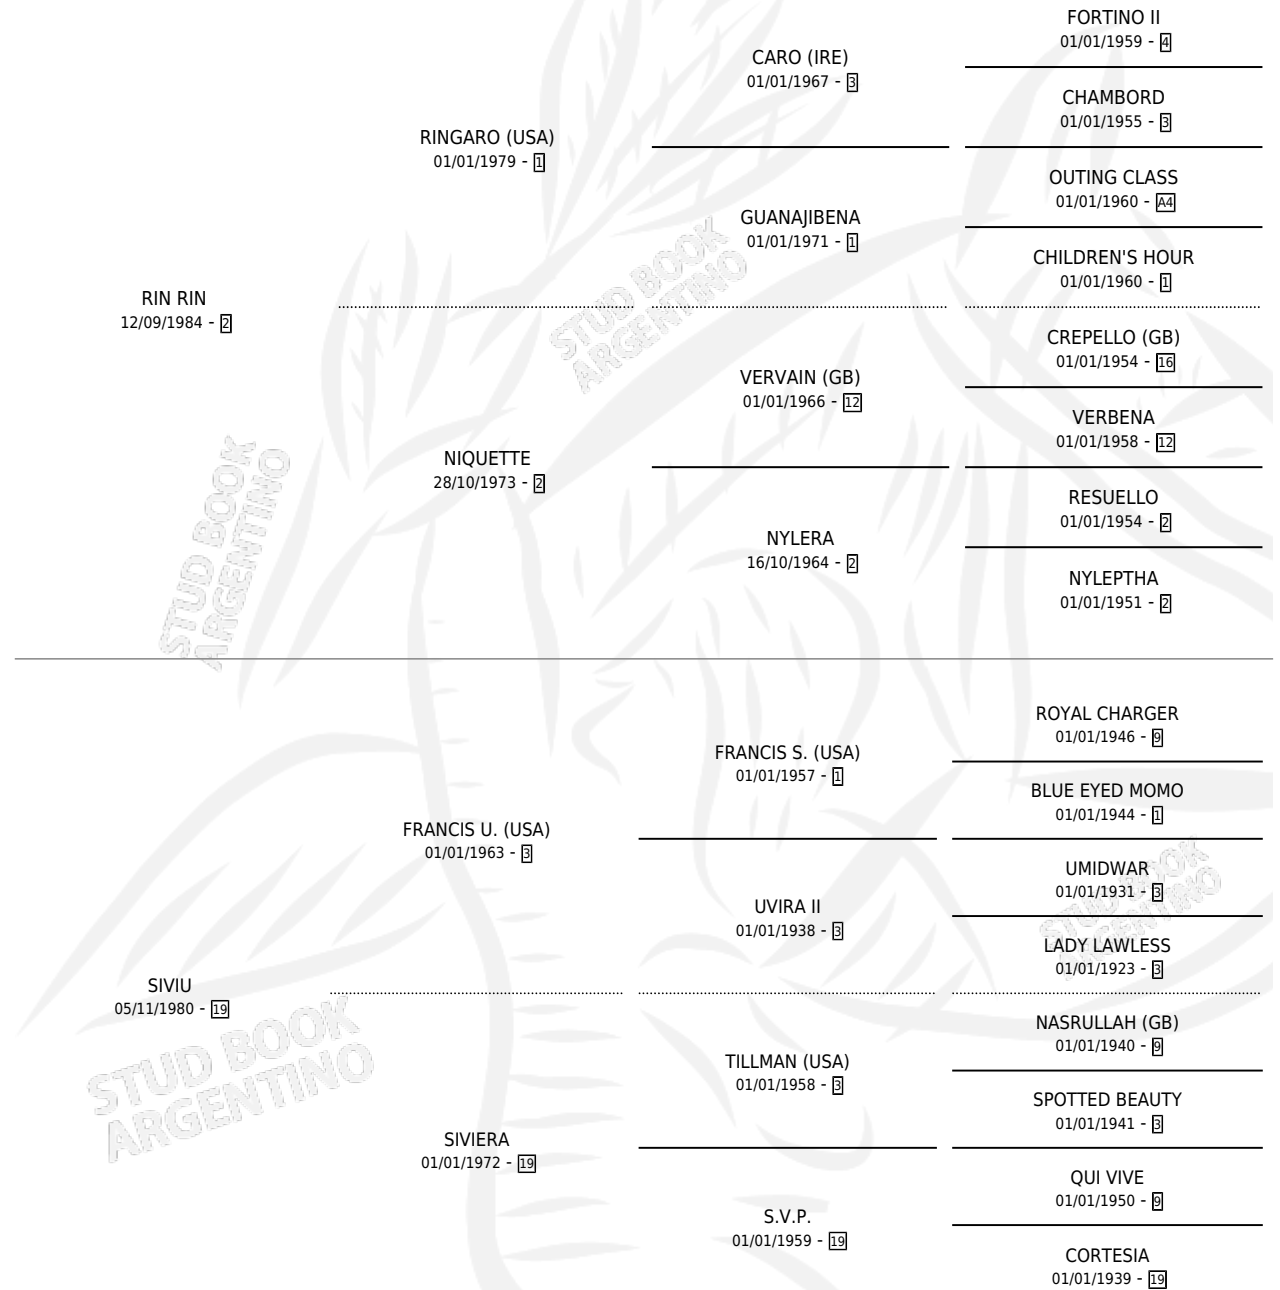 FORTINO II
01/01/1959 - 4
CARO (IRE)
01/01/1967 - 3
CHAMBORD
01/01/1955 - 3
RINGARO (USA)
01/01/1979 - 1
OUTING CLASS
01/01/1960 - A4
GUANAJIBENA
01/01/1971 - 1
CHILDREN'S HOUR
01/01/1960 - 1
RIN RIN
12/09/1984 - 2
STUD BOOK
ARGENTINO
CREPELLO (GB)
01/01/1954 - 16
VERVAIN (GB)
01/01/1966 - 12
VERBENA
01/01/1958 - 12
NIQUETTE
28/10/1973 - 2
RESUELLO
01/01/1954 - 2
NYLERA
16/10/1964 - 2
NYLEPTHA
01/01/1951 - 2
STUD BOOK
ARGENTINO
ROYAL CHARGER
01/01/1946 - 9
FRANCIS S. (USA)
01/01/1957 - 1
BLUE EYED MOMO
01/01/1944 - 1
FRANCIS U. (USA)
01/01/1963 - 3
UMIDWAR
01/01/1931 - 3
UVIRA II
01/01/1938 - 3
LADY LAWLESS
01/01/1923 - 3
STUD BOOK
ARGENTINO
SIVIU
05/11/1980 - 19
NASRULLAH (GB)
01/01/1940 - 9
TILLMAN (USA)
01/01/1958 - 3
SPOTTED BEAUTY
01/01/1941 - 3
STUD BOOK
ARGENTINO
SIVIERA
01/01/1972 - 19
QUI VIVE
01/01/1950 - 9
S.V.P.
01/01/1959 - 19
CORTESIA
01/01/1939 - 19